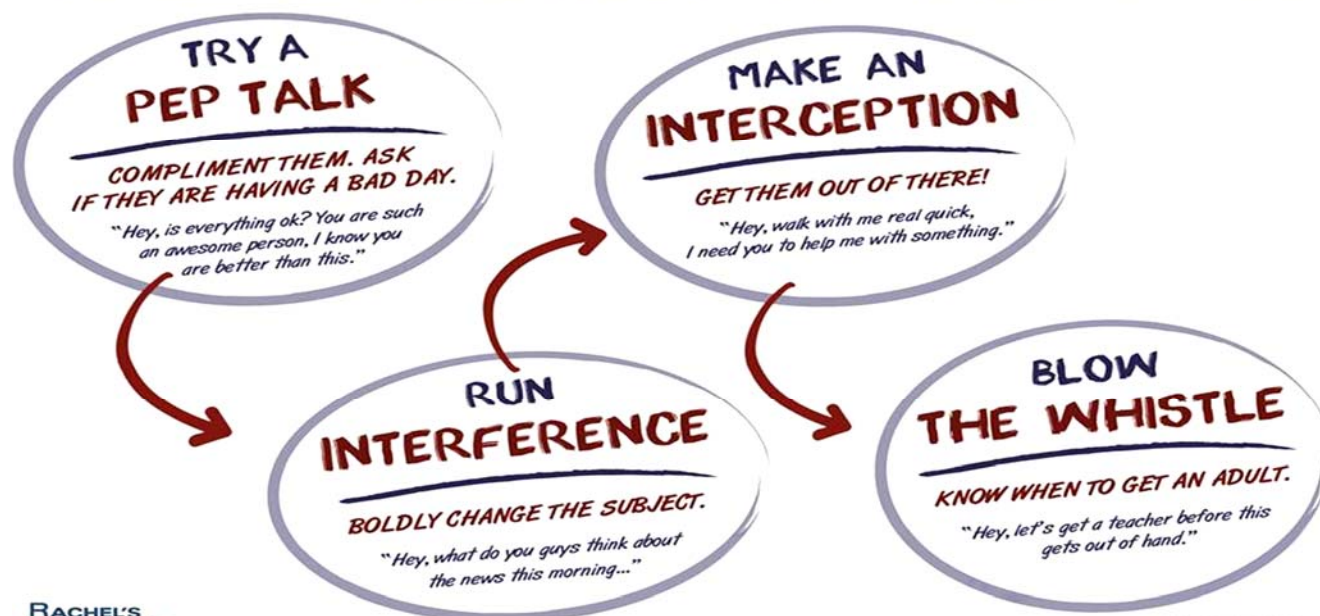 TRY A
PEP TALK
COMPLIMENT THEM. ASK
IF THEY ARE HAVING A BAD DAY.
"Hey, is everything ok? You are such
an awesome person, I know you
are better than this."
RUN
INTERFERENCE
BOLDLY CHANGE THE SUBJECT.
"Hey, what do you guys think about
the news this morning..."
MAKE AN
INTERCEPTION
GET THEM OUT OF THERE!
"Hey, walk with me real quick,
I need you to help me with something."
BLOW
THE WHISTLE
KNOW WHEN TO GET AN ADULT.
"Hey, let's get a teacher before this
gets out of hand."
RACHEL'S